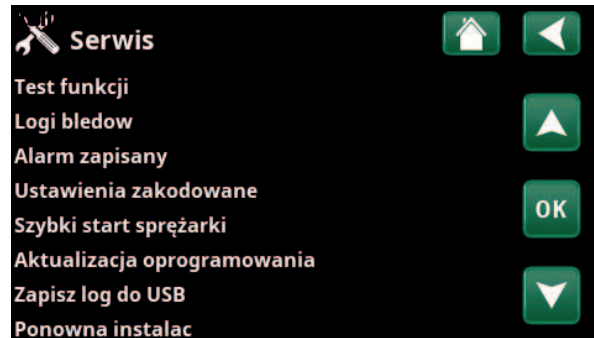 Serwis
Test funkcji
Logi bledow
Alarm zapisany
Ustawienia zakodowane
Szybki start sprężarki
OK
Aktualizacja oprogramowania
Zapisz log do USB
Ponowna instalac